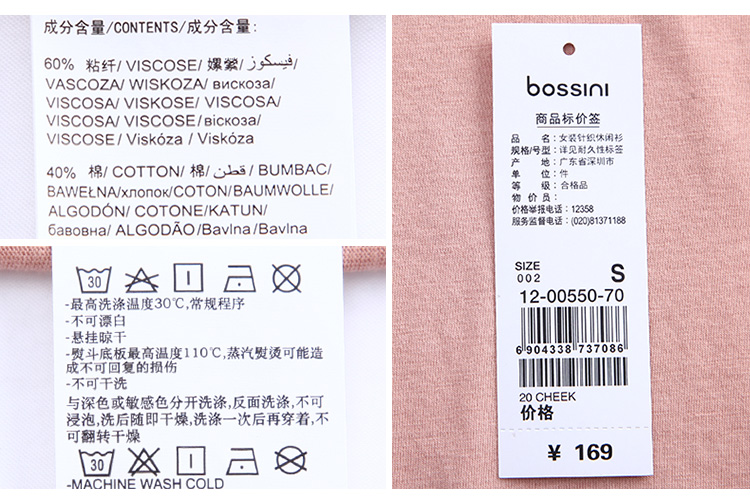 成分含量/CONTENTS/成分含量:
60% 粘纤/ VISCOSE/ 嫘縈/ فيسكوز/
VASCOZA/ WISKOZA/ вискоза/
VISCOSA/ VISKOSE/ VISCOSA/
VISCOSA/ VISCOSE/віскоза/
VISCOSE / Viskóza / Viskóza
40% 棉/ COTTON/ 棉/ قطن/ BUMBAC/
BAWEŁNA/хлопок/COTON/BAUMWOLLE/
ALGODÓN/ COTONE/KATUN/
бавовна/ ALGODÃO/Bavlna /Bavlna
30
-最高洗涤温度30℃,常规程序
-不可漂白
-悬挂晾干
-熨斗底板最高温度110℃,蒸汽熨烫可能造
成不可回复的损伤
-不可干洗
与深色或敏感色分开洗涤,反面洗涤,不可
浸泡,洗后随即干燥,洗涤一次后再穿着,不
可翻转干燥
30
-MACHINE WASH COLD
bossini
商品标价签
品 名: 女装针织休闲衫
规格/号型: 详见耐久性标签
产 地: 广东省深圳市
单 位: 件
等 级: 合格品
物 价 员:
价格举报电话: 12358
服务监督电话: (020)81371188
SIZE
002
S
12-00550-70
6 904338 737086
20 CHEEK
价格
¥ 169